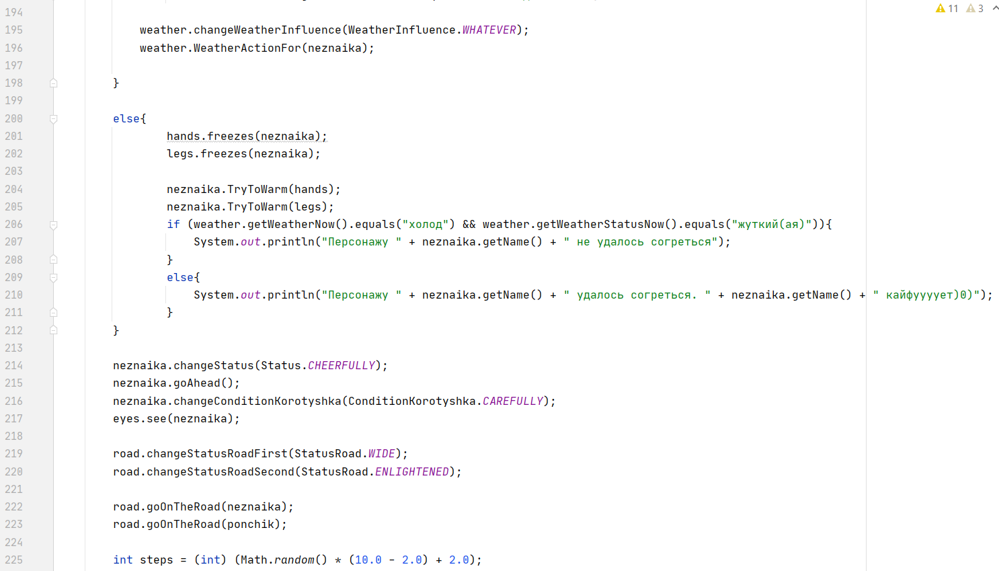 11 3
194
195 weather.changeWeatherInfluence(WeatherInfluence.WHATEVER);
196 weather.WeatherActionFor(neznaika);
197
198 }
199
200 else{
201 hands.freezes(neznaika);
202 legs.freezes(neznaika);
203
204 neznaika.TryToWarm(hands);
205 neznaika.TryToWarm(legs);
206 if (weather.getWeatherNow().equals("холод") && weather.getWeatherStatusNow().equals("жуткий(ая)")){
207 System.out.println("Персонажу " + neznaika.getName() + " не удалось согреться");
208 }
209 else{
210 System.out.println("Персонажу " + neznaika.getName() + " удалось согреться. " + neznaika.getName() + " кайфуууует)0)");
211 }
212 }
213
214 neznaika.changeStatus(Status.CHEERFULLY);
215 neznaika.goAhead();
216 neznaika.changeConditionKorotyshka(ConditionKorotyshka.CAREFULLY);
217 eyes.see(neznaika);
218
219 road.changeStatusRoadFirst(StatusRoad.WIDE);
220 road.changeStatusRoadSecond(StatusRoad.ENLIGHTENED);
221
222 road.goOnTheRoad(neznaika);
223 road.goOnTheRoad(ponchik);
224
225 int steps = (int) (Math.random() * (10.0 - 2.0) + 2.0);